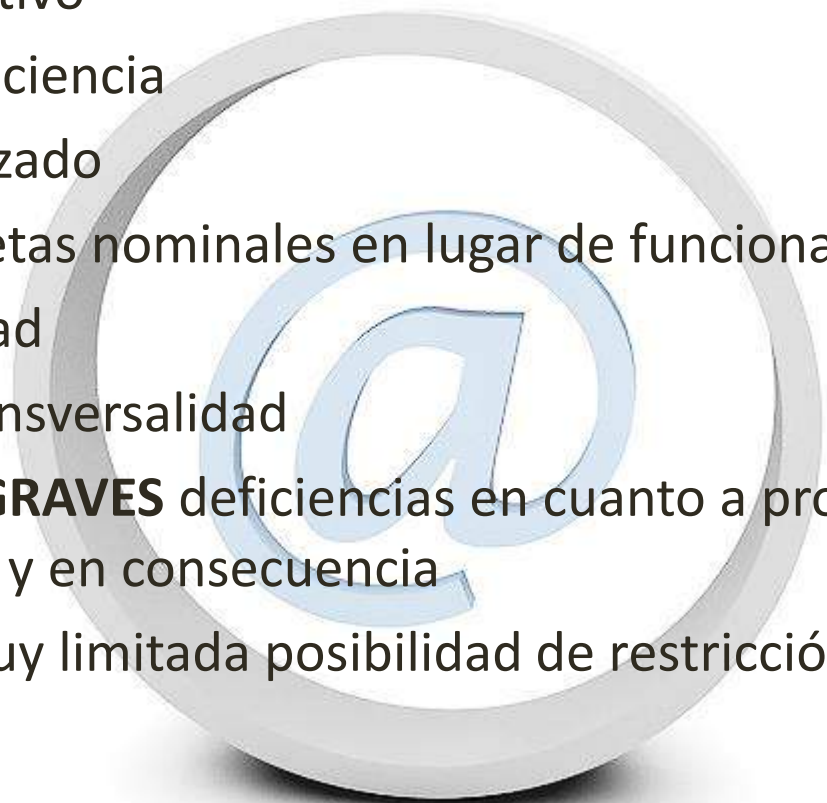 tivo
ciencia
zado
etas nominales en lugar de funciona
ad
nsversalidad
GRAVES deficiencias en cuanto a pro
y en consecuencia
uy limitada posibilidad de restricció
@